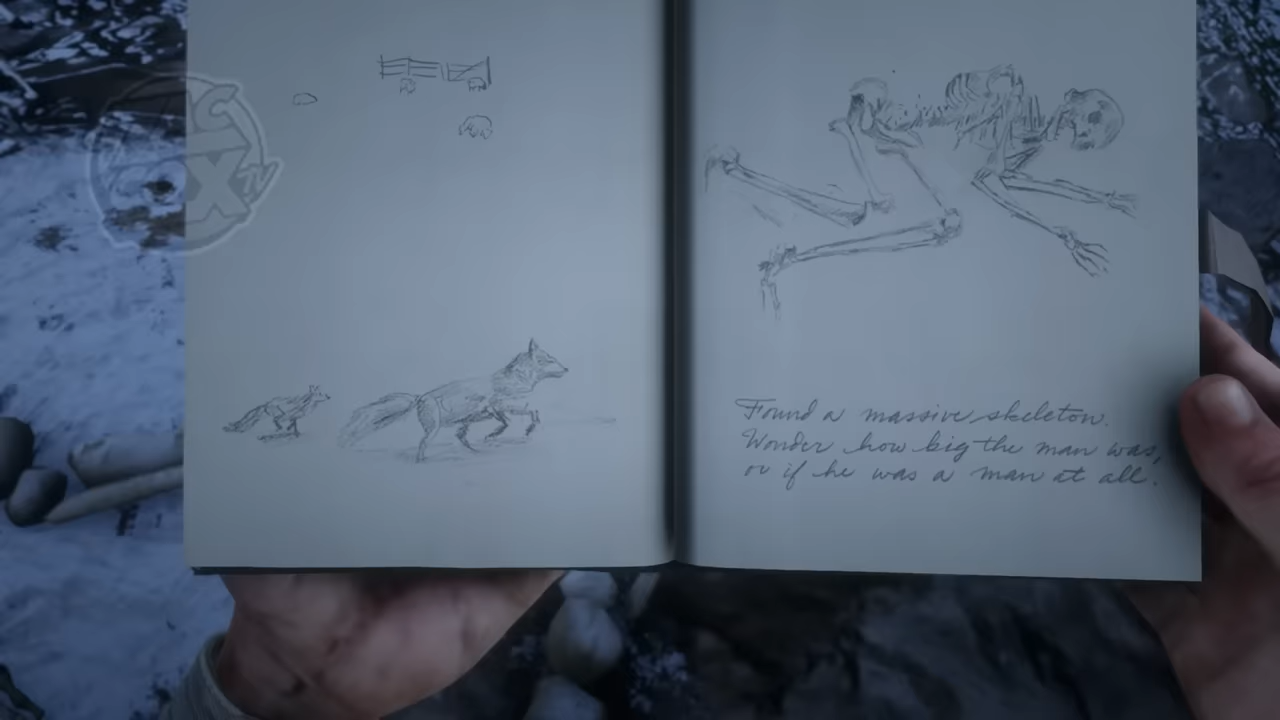 Found a massive skeleton.
Wonder how big the man was,
or if he was a man at all.